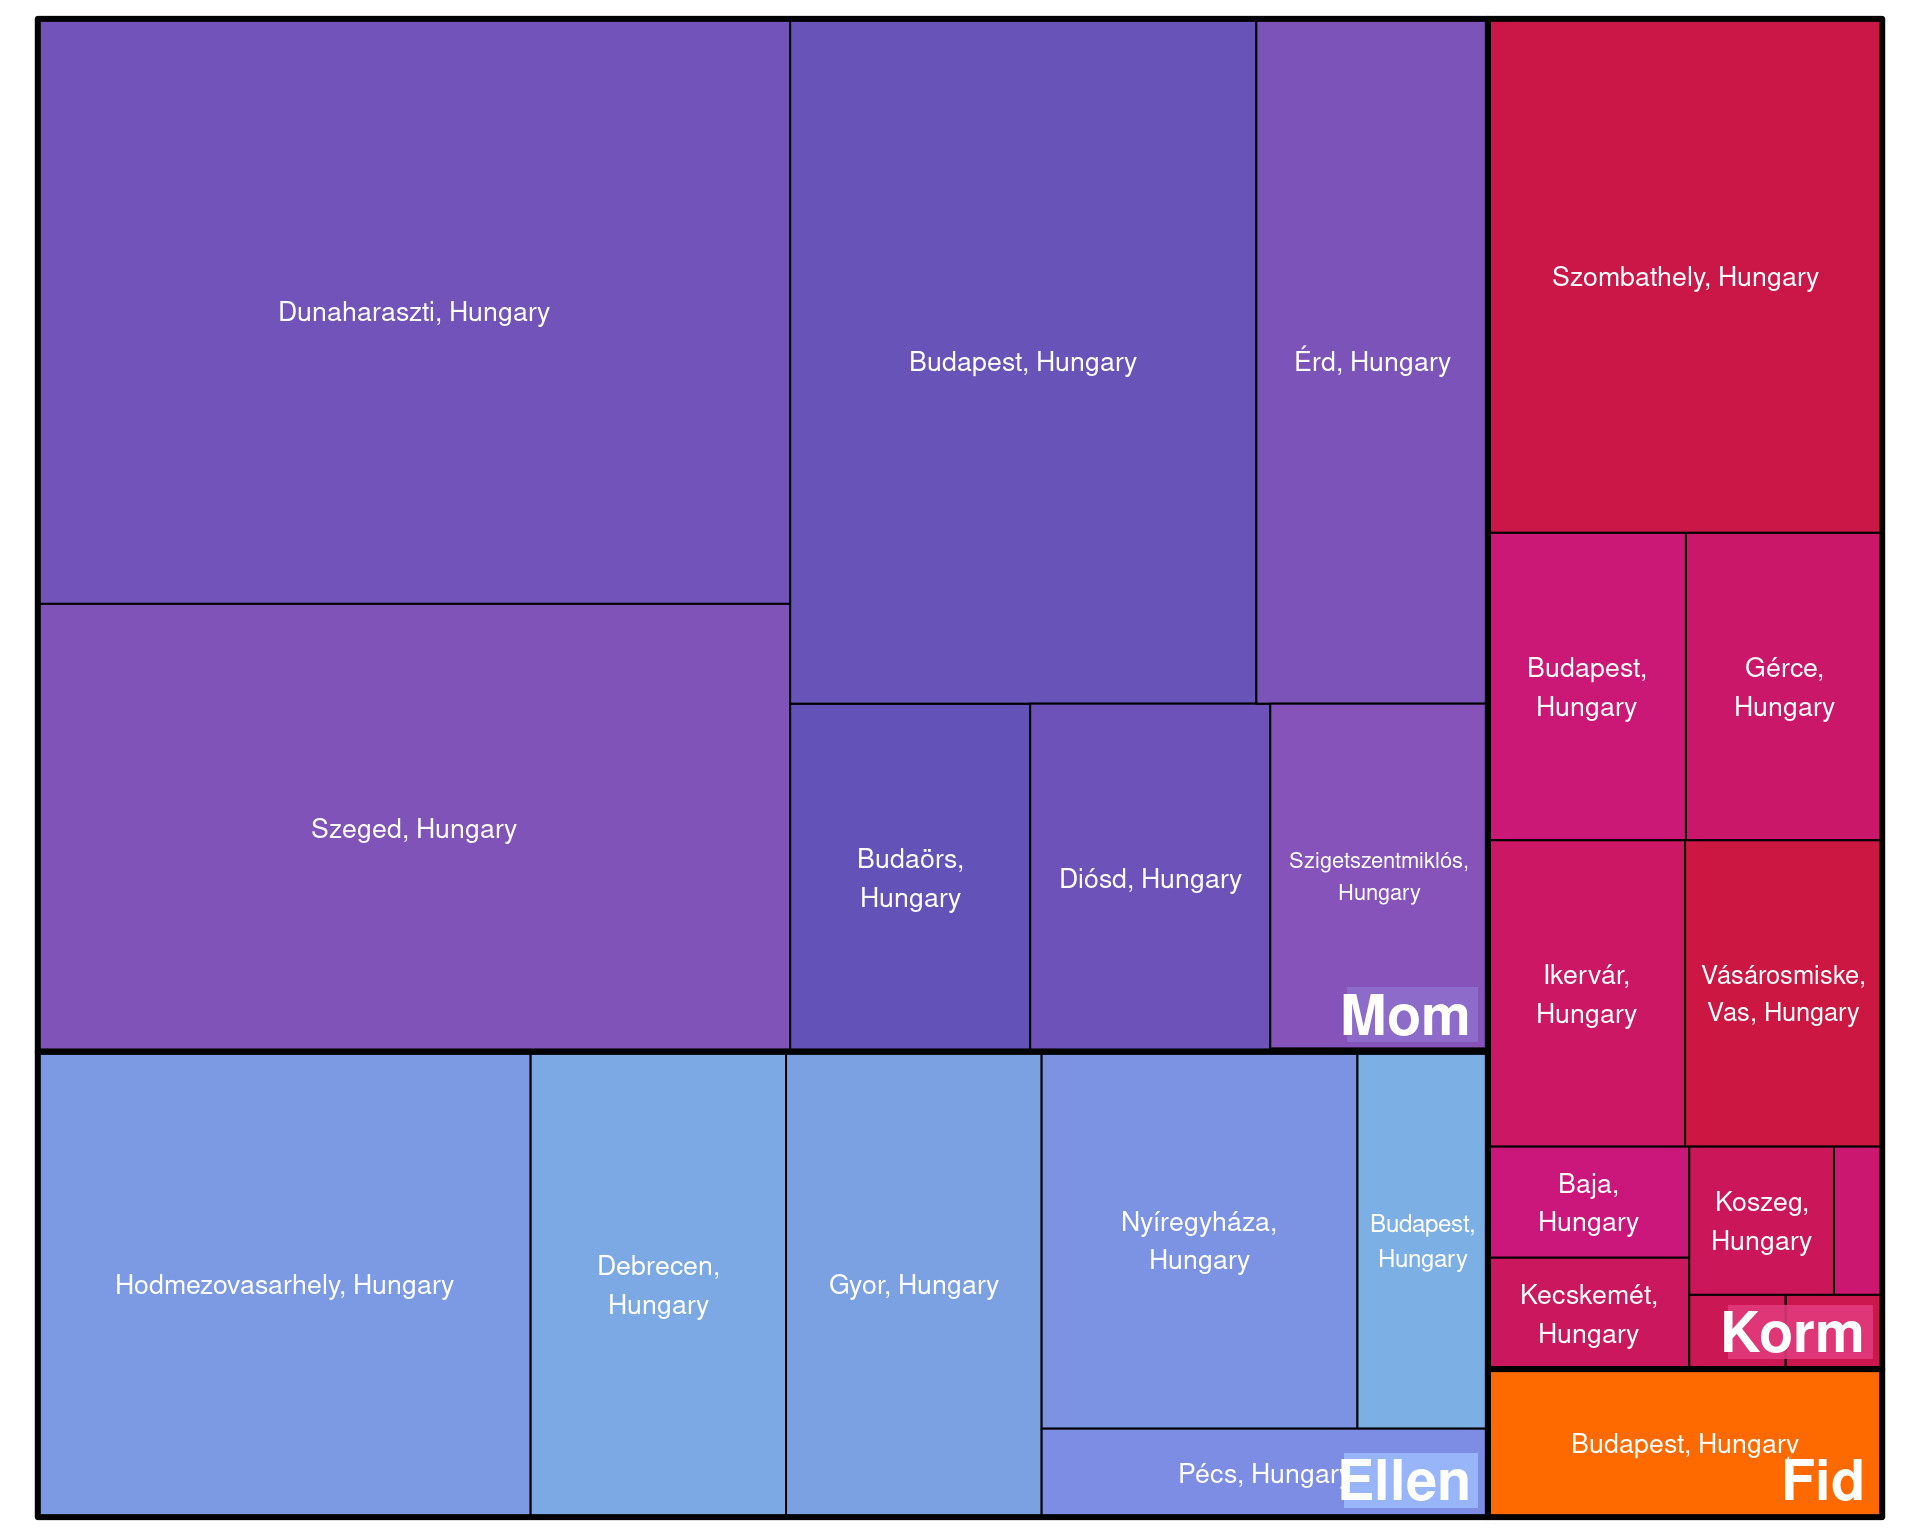 Dunaharaszti, Hungary
Budapest, Hungary
Érd, Hungary
Szeged, Hungary
Budaörs,
Hungary
Diósd, Hungary
Szigetszentmiklós,
Hungary
Mom
Szombathely, Hungary
Budapest,
Hungary
Gérce,
Hungary
Ikervár,
Hungary
Vásárosmiske,
Vas, Hungary
Baja,
Hungary
Koszeg,
Hungary
Kecskemét,
Hungary
Korm
Hodmezovasarhely, Hungary
Debrecen,
Hungary
Gyor, Hungary
Nyíregyháza,
Hungary
Budapest,
Hungary
Pécs, Hungary
Ellen
Budapest, Hungary
Fid